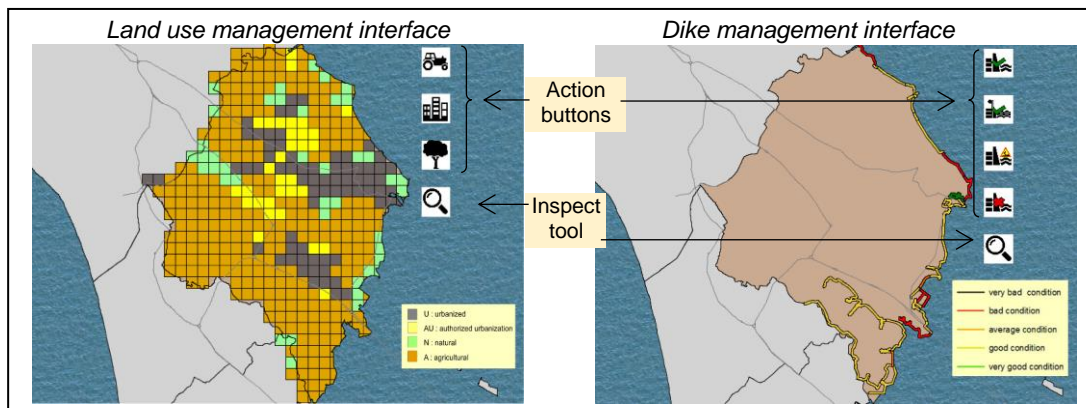 Land use management interface
Dike management interface
Action
buttons
Inspect
tool
U : urbanized
AU : authorized urbanization
N : natural
A : agricultural
very bad condition
bad condition
average condition
good condition
very good condition